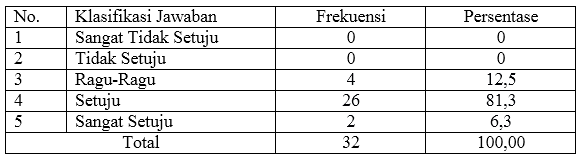 No. Klasifikasi Jawaban Frekuensi Persentase
1 Sangat Tidak Setuju 0 0
2 Tidak Setuju 0 0
3 Ragu-Ragu 4 12,5
4 Setuju 26 81,3
5 Sangat Setuju 2 6,3
Total 32 100,00